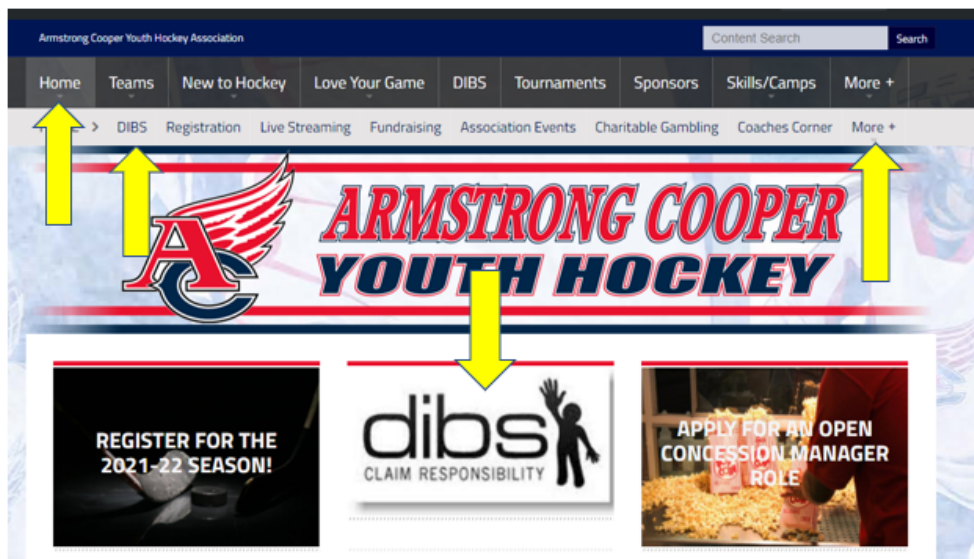 Armstrong Cooper Youth Hockey Association
Content Search
Search
Home Teams New to Hockey Love Your Game DIBS Tournaments Sponsors Skills/Camps More +
> DIBS Registration Live Streaming Fundraising Association Events Charitable Gambling Coaches Corner More +
AC
ARMSTRONG COOPER
YOUTH HOCKEY
REGISTER FOR THE
2021-22 SEASON!
dibs
CLAIM RESPONSIBILITY
APPLY FOR AN OPEN
CONCESSION MANAGER
ROLE